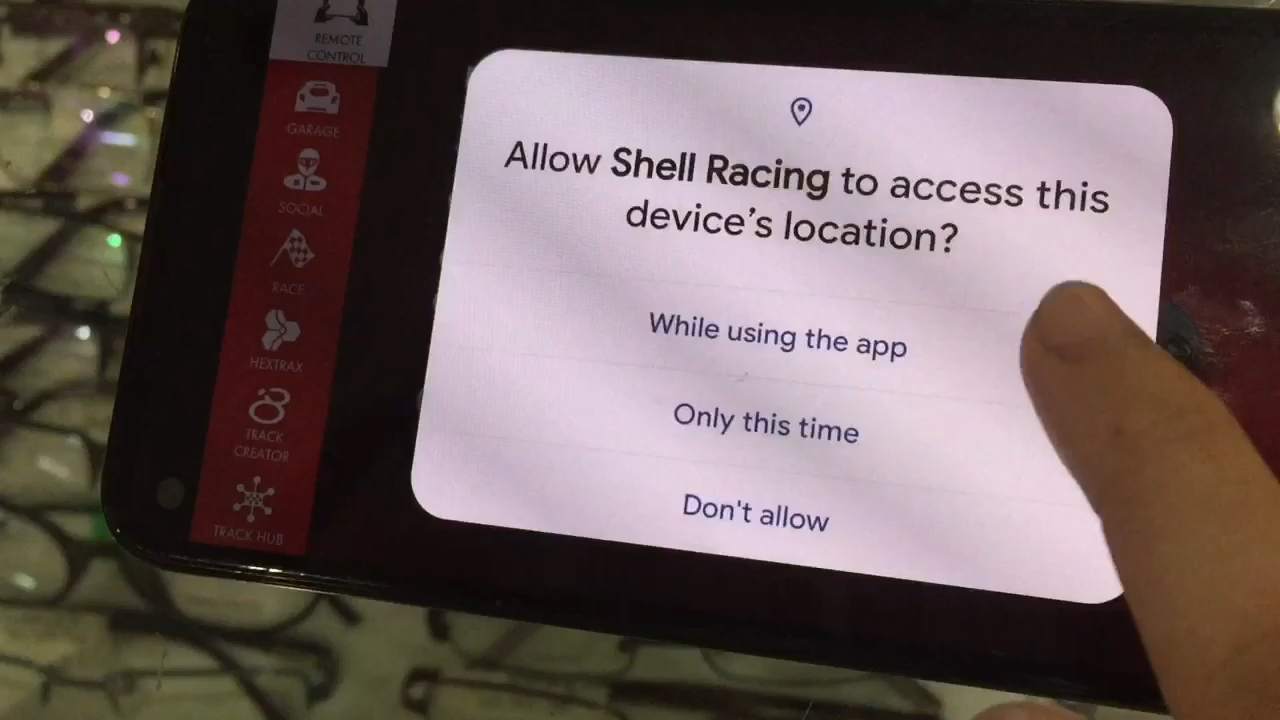 REMOTE
CONTROL
GARAGE
SOCIAL
RACE
HEXTRAX
TRACK
CREATOR
TRACK HUB
Allow Shell Racing to access this
device’s location?
While using the app
Only this time
Don't allow